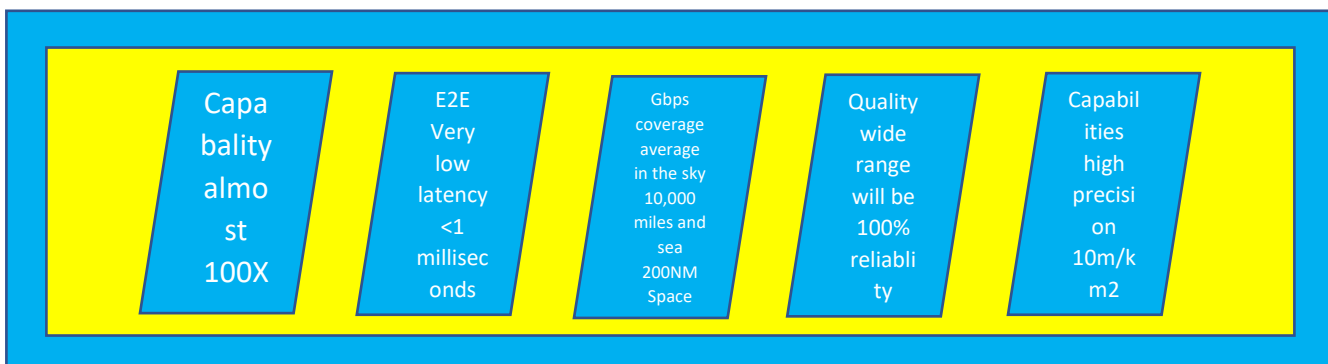 Capa
bality
almo
st
100X
E2E
Very
low
latency
<1
millisec
onds
Gbps
coverage
average
in the sky
10,000
miles and
sea
200NM
Space
Quality
wide
range
will be
100%
reliabli
ty
Capabil
ities
high
precisi
on
10m/k
m2